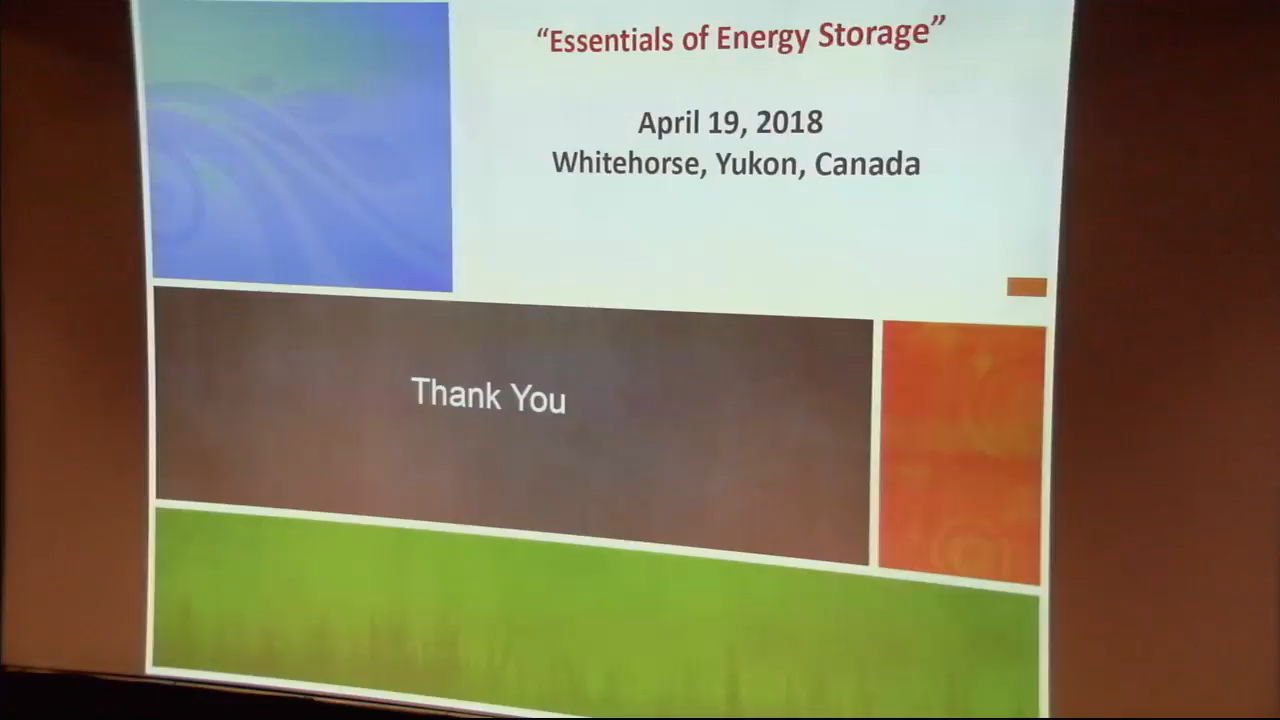 “Essentials of Energy Storage”
April 19, 2018
Whitehorse, Yukon, Canada
Thank You